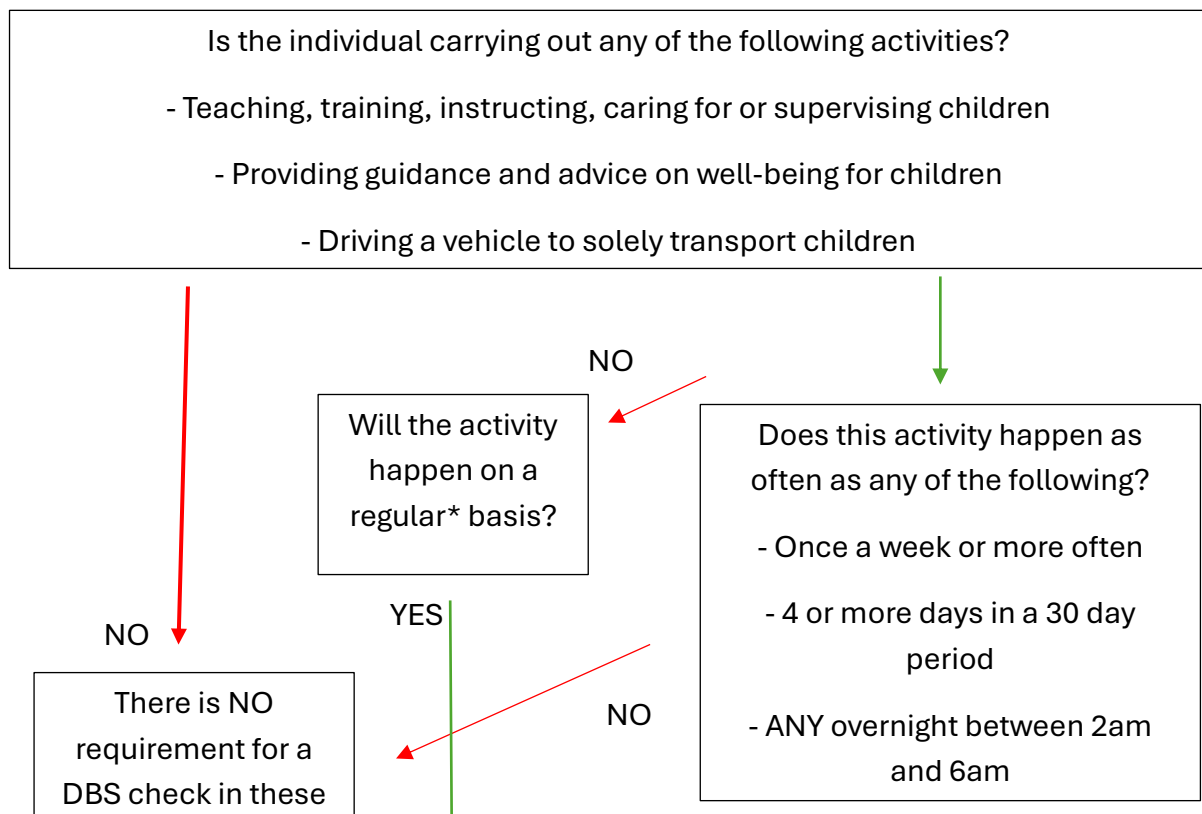 Is the individual carrying out any of the following activities?
- Teaching, training, instructing, caring for or supervising children
- Providing guidance and advice on well-being for children
- Driving a vehicle to solely transport children
NO
Will the activity
happen on a
regular* basis?
Does this activity happen as
often as any of the following?
- Once a week or more often
- 4 or more days in a 30 day
period
- ANY overnight between 2am
and 6am
YES
NO
NO
There is NO
requirement for a
DBS check in these